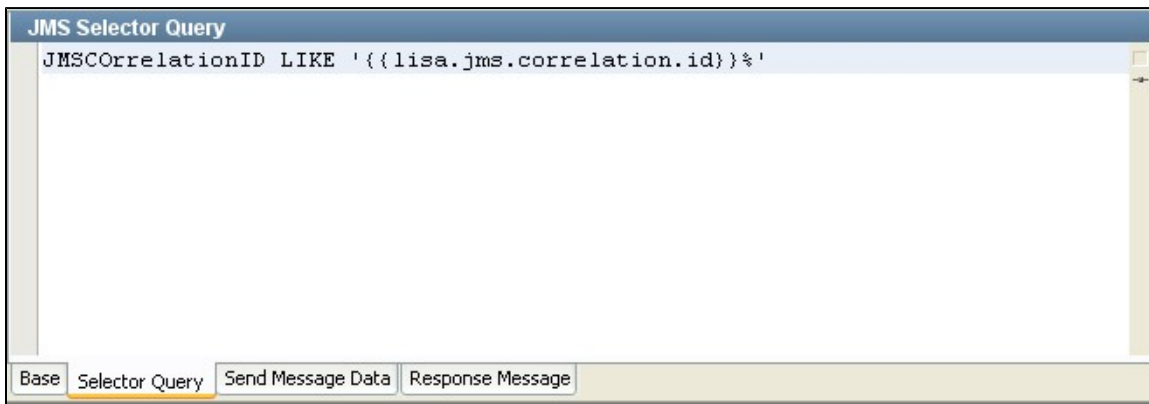 JMS Selector Query
JMSCOrrelationID LIKE '{{lisa.jms.correlation.id}}%'
Base Selector Query Send Message Data Response Message